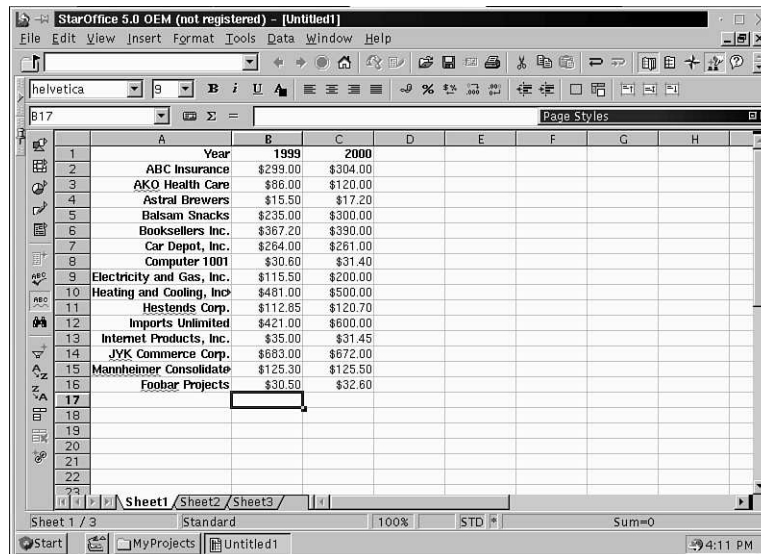 StarOffice 5.0 OEM (not registered) - [Untitled1]
File Edit View Insert Format Tools Data Window Help
helvetica 9 B i U A
B17 Σ = Page Styles
A B C D E F G H
1 Year 1999 2000
2 ABC Insurance $299.00 $304.00
3 AKO Health Care $86.00 $120.00
4 Astral Brewers $15.50 $17.20
5 Balsam Snacks $235.00 $300.00
6 Booksellers Inc. $367.20 $390.00
7 Car Depot, Inc. $264.00 $261.00
8 Computer 1001 $30.60 $31.40
9 Electricity and Gas, Inc. $115.50 $200.00
10 Heating and Cooling, Inc $481.00 $500.00
11 Hestends Corp. $112.85 $120.70
12 Imports Unlimited $421.00 $600.00
13 Internet Products, Inc. $35.00 $31.45
14 JYK Commerce Corp. $683.00 $672.00
15 Mannheimer Consolidate $125.30 $125.50
16 Foobar Projects $30.50 $32.60
17
18
19
20
21
22
23
Sheet1 Sheet2 Sheet3
Sheet 1 / 3 Standard 100% STD * Sum=0
Start MyProjects Untitled1 4:11 PM